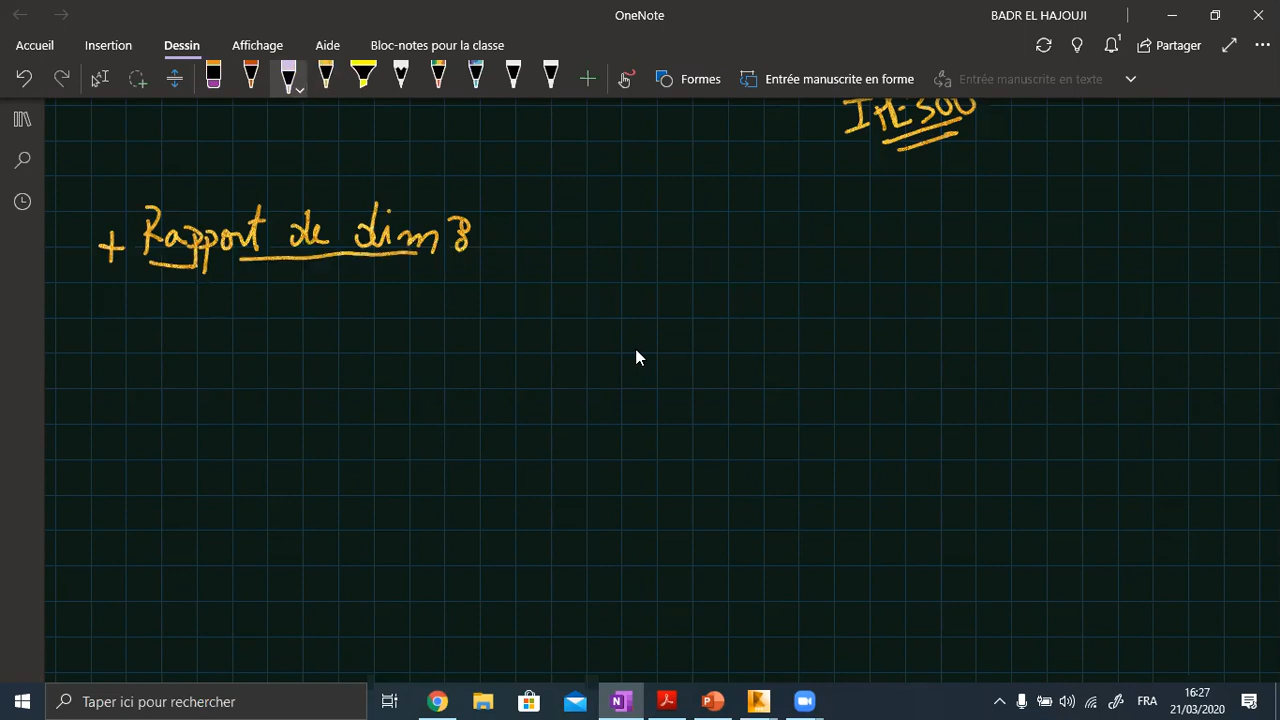 OneNote
BADR EL HAJOUJI
Accueil Insertion Dessin Affichage Aide Bloc-notes pour la classe
1 Partager
Formes Entrée manuscrite en forme Entrée manuscrite en texte
+ Rapport de dim
Taper ici pour rechercher
FRA
16:27
21/03/2020